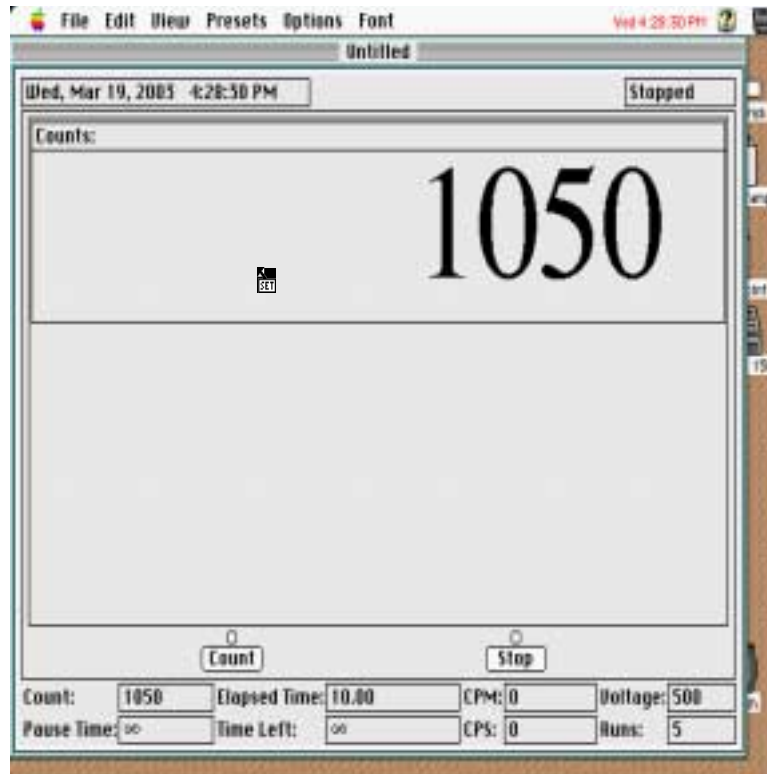 File Edit View Presets Options Font Wed 4:28:30 PM
Untitled
Wed, Mar 19, 2003 4:28:30 PM Stopped
Counts:
1050
SET
Count Stop
Count: 1050 Elapsed Time: 10.00 CPM: 0 Voltage: 500
Pause Time: ∞ Time Left: ∞ CPS: 0 Runs: 5